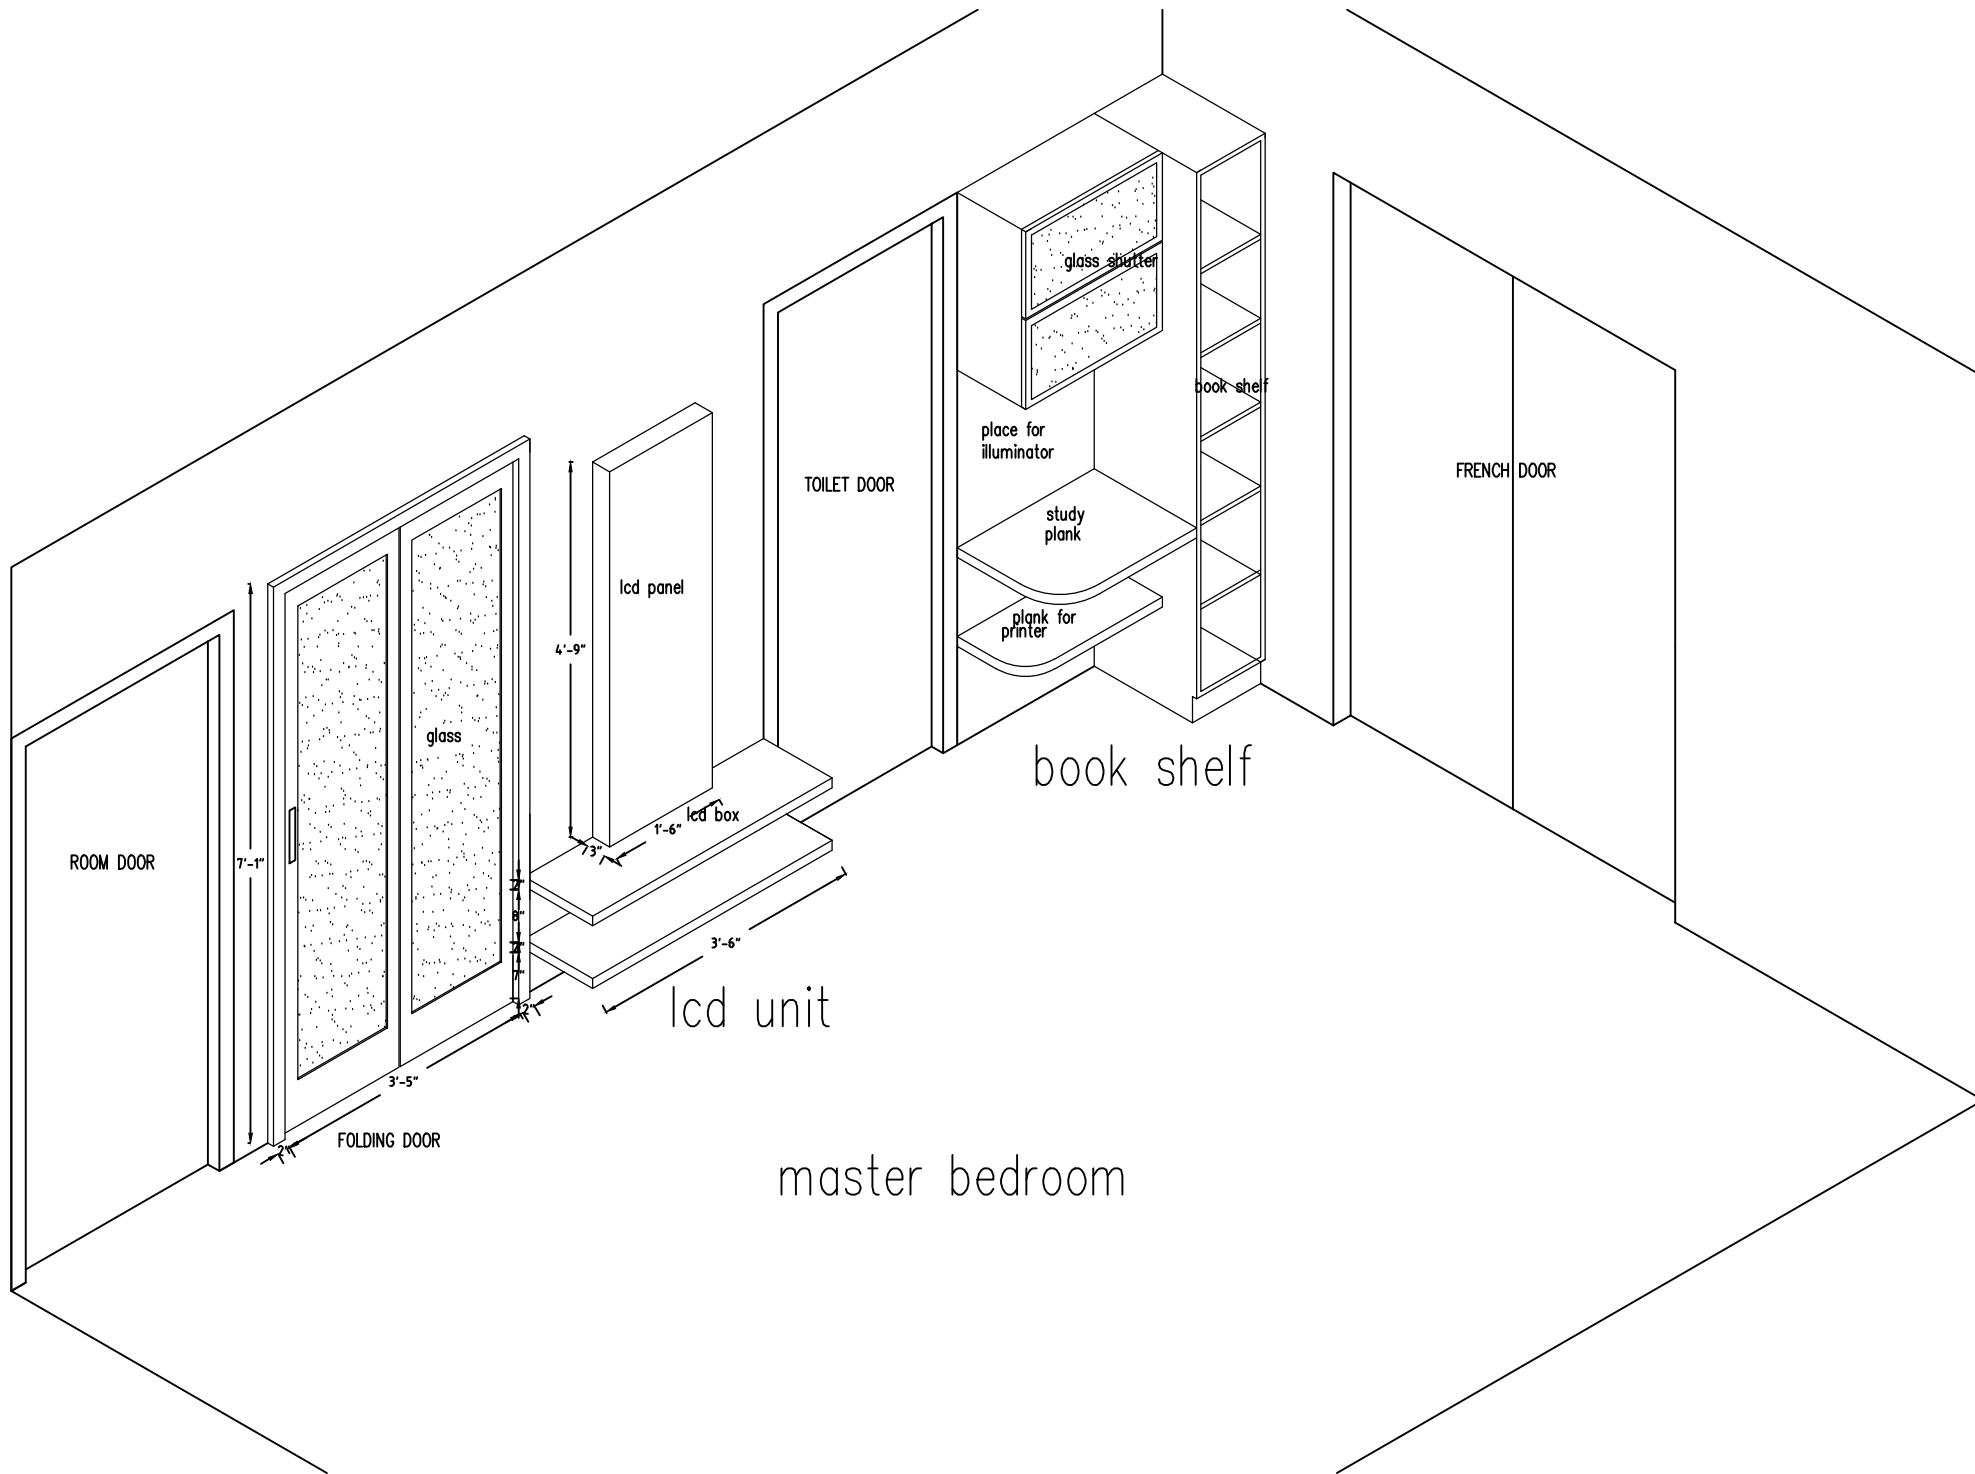 glass shutter
book shelf
place for
illuminator
TOILET DOOR
FRENCH DOOR
study
plank
lcd panel
plank for
printer
4'-9"
glass
book shelf
ROOM DOOR
7'-1"
lcd box
1'-6"
3"
2"
8"
2"
3'-6"
7"
lcd unit
2"
3'-5"
FOLDING DOOR
2"
master bedroom